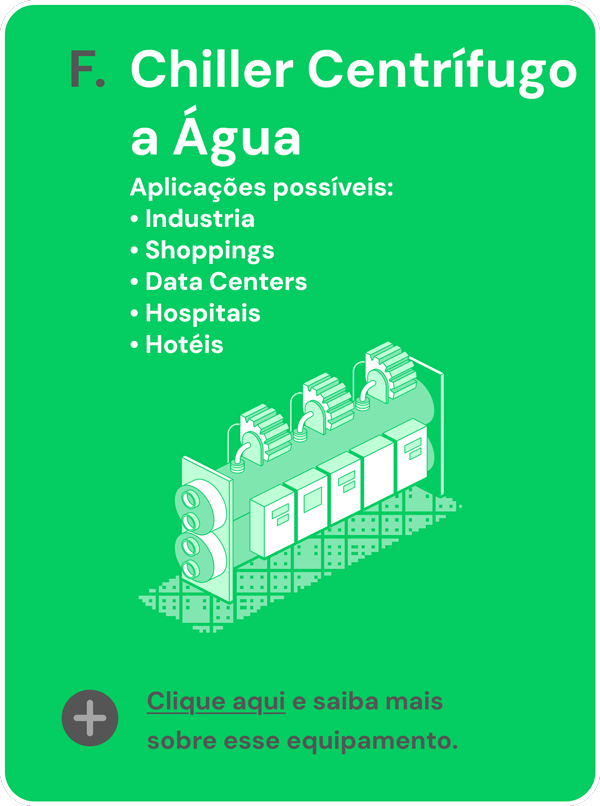 F. Chiller Centrífugo
a Água
Aplicações possíveis:
• Industria
• Shoppings
• Data Centers
• Hospitais
• Hotéis
Clique aqui e saiba mais
sobre esse equipamento.